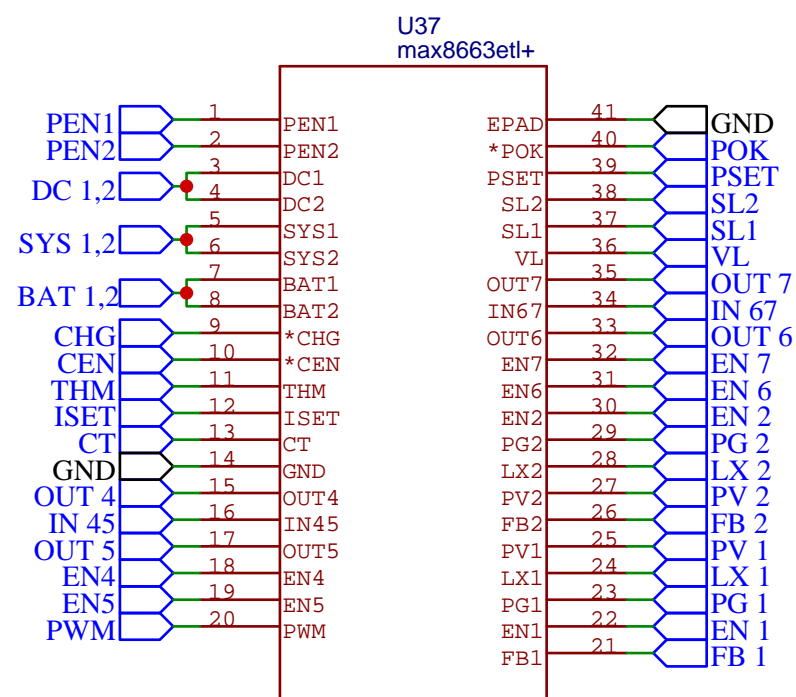 U37
max8663etl+
PEN1 1 PEN1 EPAD 41 GND
PEN2 2 PEN2 *POK 40 POK
DC 1,2 3 DC1 PSET 39 PSET
4 DC2 SL2 38 SL2
SYS 1,2 5 SYS1 SL1 37 SL1
6 SYS2 VL 36 VL
BAT 1,2 7 BAT1 OUT7 35 OUT 7
8 BAT2 IN67 34 IN 67
CHG 9 *CHG OUT6 33 OUT 6
CEN 10 *CEN EN7 32 EN 7
THM 11 THM EN6 31 EN 6
ISET 12 ISET EN2 30 EN 2
CT 13 CT PG2 29 PG 2
GND 14 GND LX2 28 LX 2
OUT 4 15 OUT4 PV2 27 PV 2
IN 45 16 IN45 FB2 26 FB 2
OUT 5 17 OUT5 PV1 25 PV 1
EN4 18 EN4 LX1 24 LX 1
EN5 19 EN5 PG1 23 PG 1
PWM 20 PWM EN1 22 EN 1
FB1 21 FB 1